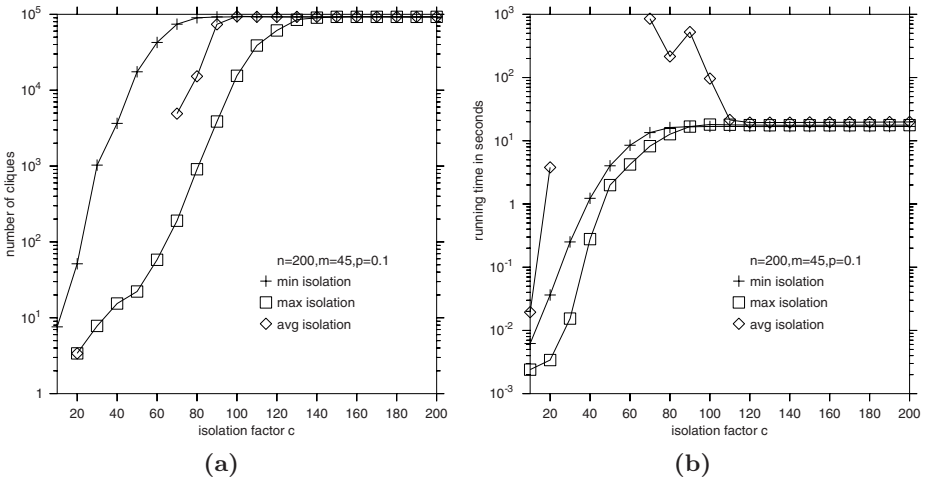 10^5
10^4
10^3
10^2
10^1
1
number of cliques
20 40 60 80 100 120 140 160 180 200
isolation factor c
n=200,m=45,p=0.1
min isolation
max isolation
avg isolation
(a)
10^3
10^2
10^1
1
10^-1
10^-2
10^-3
running time in seconds
20 40 60 80 100 120 140 160 180 200
isolation factor c
n=200,m=45,p=0.1
min isolation
max isolation
avg isolation
(b)